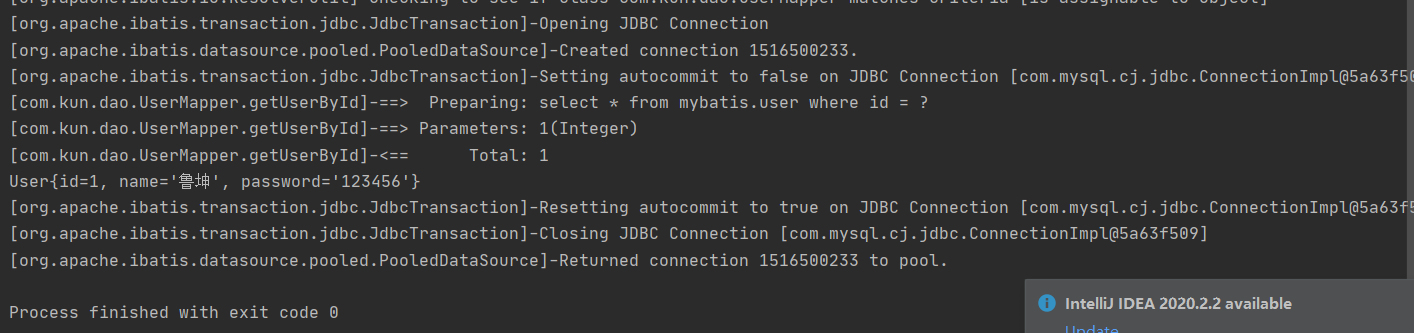 [org.apache.ibatis.io.ResolverUtil]-Checking to see if class com.kun.dao.UserMapper matches criteria [is assignable to Object]
[org.apache.ibatis.transaction.jdbc.JdbcTransaction]-Opening JDBC Connection
[org.apache.ibatis.datasource.pooled.PooledDataSource]-Created connection 1516500233.
[org.apache.ibatis.transaction.jdbc.JdbcTransaction]-Setting autocommit to false on JDBC Connection [com.mysql.cj.jdbc.ConnectionImpl@5a63f50
[com.kun.dao.UserMapper.getUserById]-==>  Preparing: select * from mybatis.user where id = ?
[com.kun.dao.UserMapper.getUserById]-==> Parameters: 1(Integer)
[com.kun.dao.UserMapper.getUserById]-<==      Total: 1
User{id=1, name='鲁坤', password='123456'}
[org.apache.ibatis.transaction.jdbc.JdbcTransaction]-Resetting autocommit to true on JDBC Connection [com.mysql.cj.jdbc.ConnectionImpl@5a63f5
[org.apache.ibatis.transaction.jdbc.JdbcTransaction]-Closing JDBC Connection [com.mysql.cj.jdbc.ConnectionImpl@5a63f509]
[org.apache.ibatis.datasource.pooled.PooledDataSource]-Returned connection 1516500233 to pool.
Process finished with exit code 0
IntelliJ IDEA 2020.2.2 available
Update